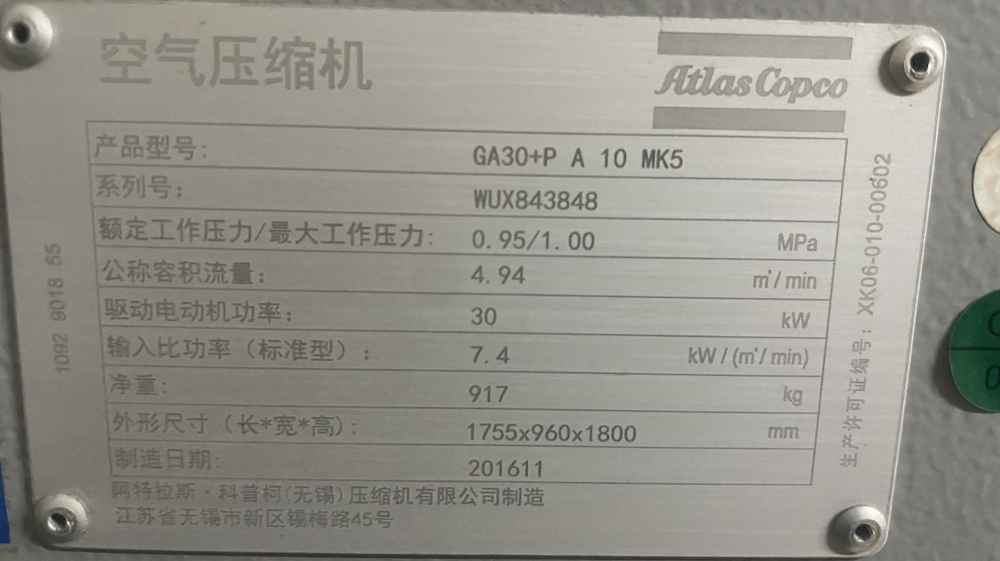 空气压缩机
Atlas Copco
产品型号: GA30+P A 10 MK5
系列号: WUX843848
额定工作压力/最大工作压力: 0.95/1.00 MPa
公称容积流量: 4.94 m³/min
驱动电动机功率: 30 kW
输入比功率（标准型）: 7.4 kW/(m³/min)
净重: 917 kg
外形尺寸（长*宽*高）: 1755x960x1800 mm
制造日期: 201611
阿特拉斯·科普柯(无锡)压缩机有限公司制造
江苏省无锡市新区锡梅路45号
1092 9018 55
生产许可证编号: XK06-010-00602